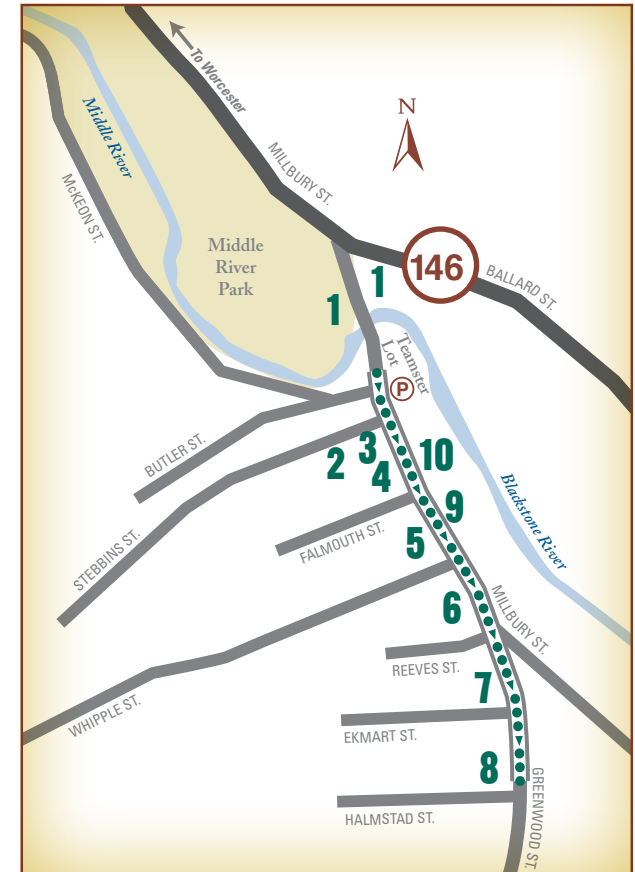 To Worcester
N
Middle River
MILLBURY ST.
McKEON ST.
Middle
River
Park
146
BALLARD ST.
1
1
Teamster
Lot
P
BUTLER ST.
2
3
4
10
STEBBINS ST.
9
Blackstone River
FALMOUTH ST.
5
6
MILLBURY ST.
REEVES ST.
7
WHIPPLE ST.
EKMART ST.
8
GREENWOOD ST.
HALMSTAD ST.